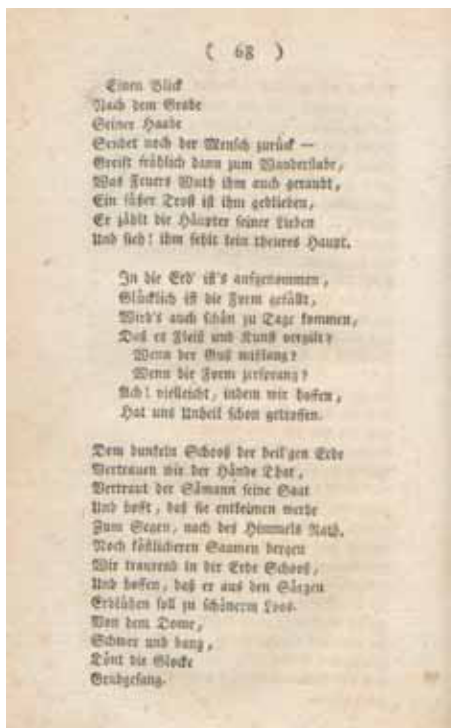 ( 68 )
Einen Blick
Nach dem Grabe
Seiner Haabe
Sendet noch der Mensch zurück —
Greift fröhlich dann zum Wanderstabe,
Was Feuers Wuth ihm auch geraubt,
Ein süßer Trost ist ihm geblieben,
Er zählt die Häupter seiner Lieben
Und sieh! ihm fehlt kein theures Haupt.
In die Erd' ist's aufgenommen,
Glücklich ist die Form gefüllt,
Wird's auch schön zu Tage kommen,
Daß es Fleiß und Kunst vergilt?
Wenn der Guß mißlang?
Wenn die Form zersprang?
Ach! vielleicht, indem wir hoffen,
Hat uns Unheil schon getroffen.
Dem dunkeln Schooß der heil'gen Erde
Vertrauen wir der Hände That,
Vertraut der Sämann seine Saat
Und hofft, daß sie entkeimen werde
Zum Segen, nach des Himmels Rath.
Noch köstlicheren Saamen bergen
Wir traurend in der Erde Schooß,
Und hoffen, daß er aus den Särgen
Erblühen soll zu schönerm Loos.
Von dem Dome,
Schwer und bang,
Tönt die Glocke
Grabgesang.